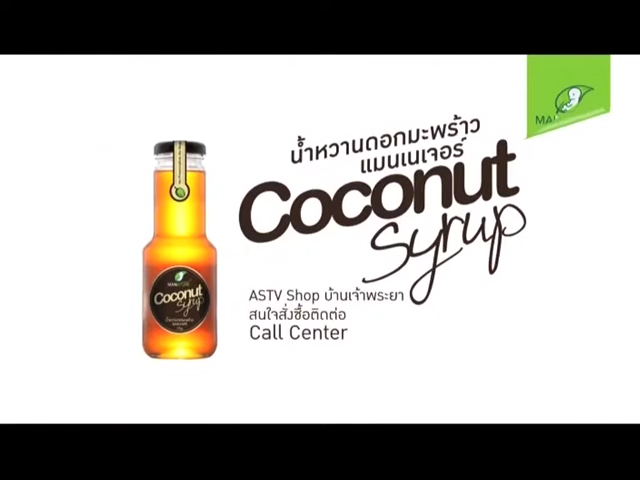 น้ำหวานดอกมะพร้าว
แมนเนเจอร์
Coconut
Syrup
ASTV Shop บ้านเจ้าพระยา
สนใจสั่งซื้อติดต่อ
Call Center
Coconut
Syrup